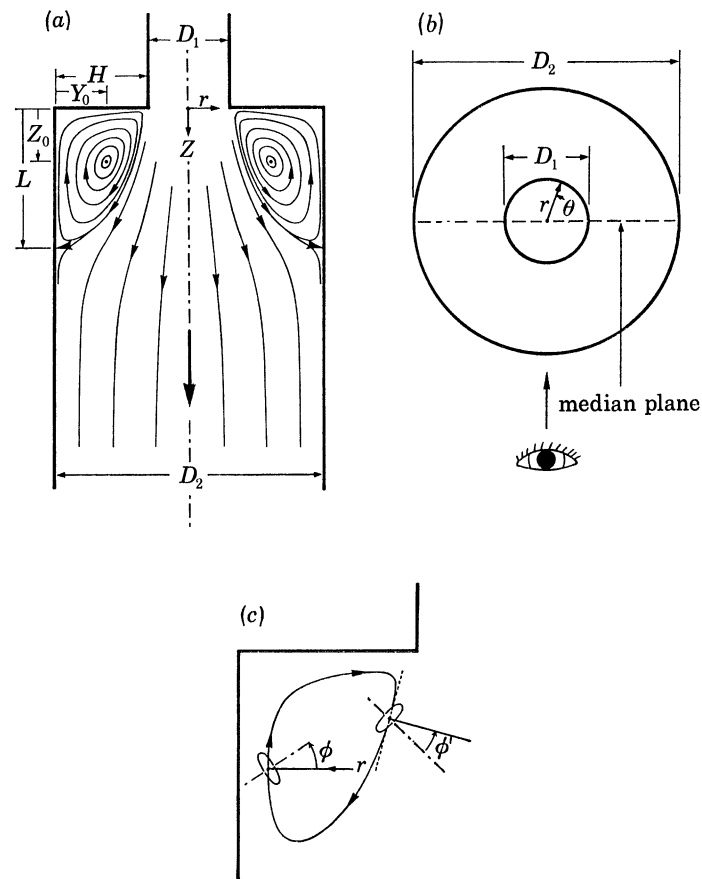 (a)
D₁
H
Y₀
r
Z₀
Z
L
D₂
(b)
D₂
D₁
r
θ
median plane
(c)
ϕ
r
ϕ'